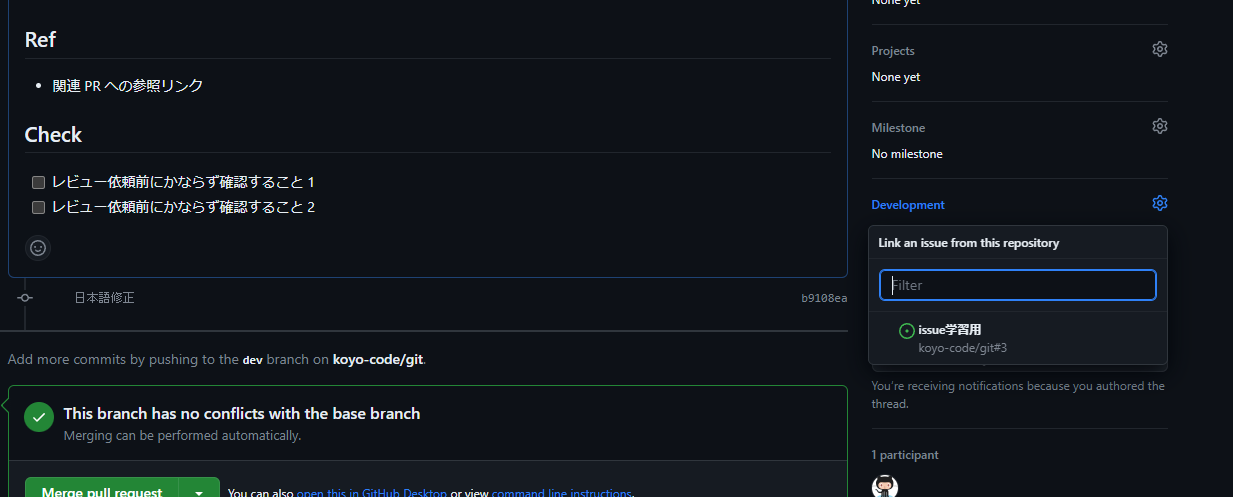 None yet
Ref
関連 PR への参照リンク
Projects
None yet
Check
Milestone
No milestone
レビュー依頼前にかならず確認すること 1
レビュー依頼前にかならず確認すること 2
Development
Link an issue from this repository
Filter
issue学習用
koyo-code/git#3
日本語修正
b9108ea
Add more commits by pushing to the dev branch on koyo-code/git.
You're receiving notifications because you authored the
thread.
This branch has no conflicts with the base branch
Merging can be performed automatically.
1 participant
Merge pull request
You can also open this in GitHub Desktop or view command line instructions.